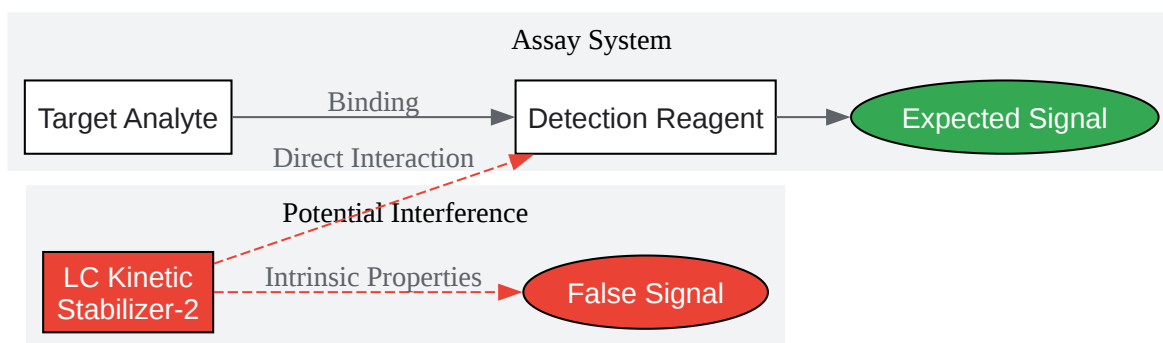 Assay System
Target Analyte
Binding
Detection Reagent
Expected Signal
Direct Interaction
Potential Interference
LC Kinetic
Stabilizer-2
Intrinsic Properties
False Signal